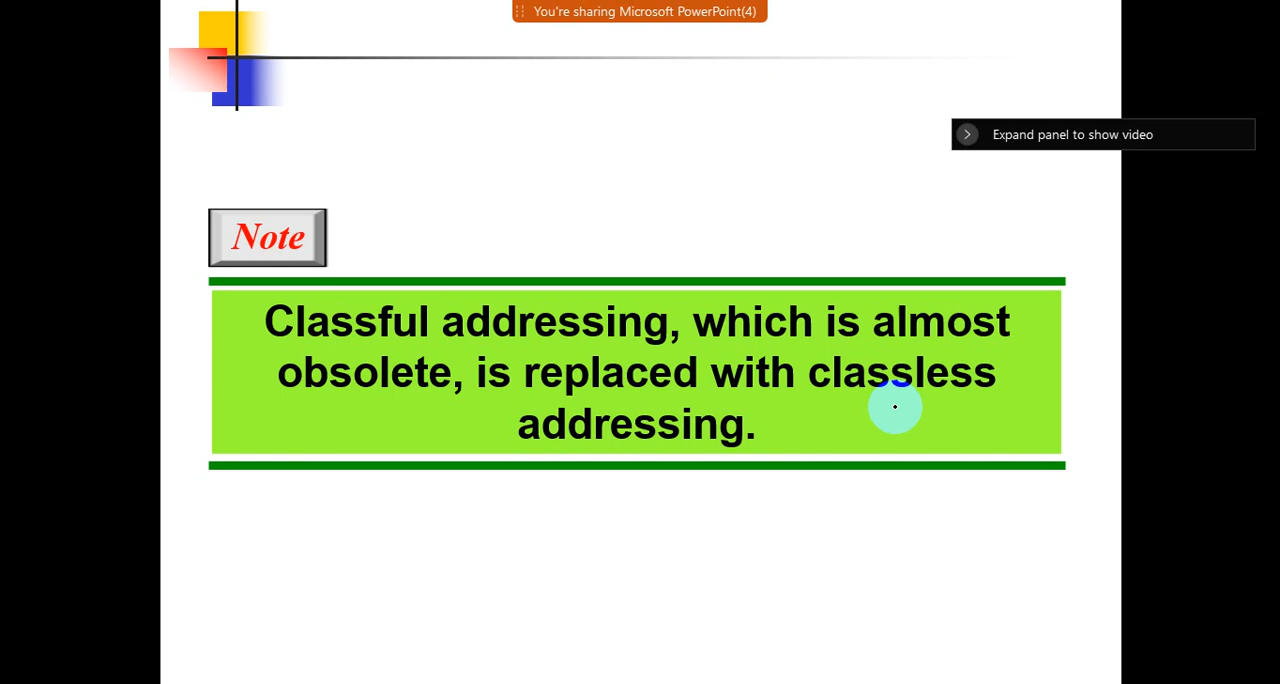 You're sharing Microsoft PowerPoint(4)
Expand panel to show video
Note
Classful addressing, which is almost
obsolete, is replaced with classless
addressing.